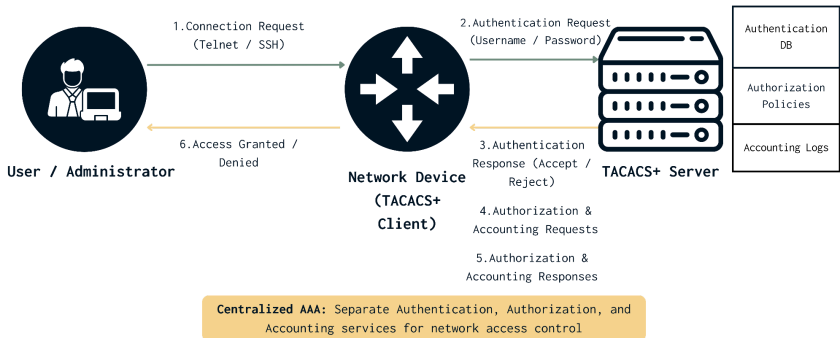 1.Connection Request
(Telnet / SSH)
2.Authentication Request
(Username / Password)
Authentication
DB
Authorization
Policies
Accounting Logs
6.Access Granted /
Denied
3.Authentication
Response (Accept /
Reject)
User / Administrator
Network Device
(TACACS+
Client)
TACACS+ Server
4.Authorization &
Accounting Requests
5.Authorization &
Accounting Responses
Centralized AAA: Separate Authentication, Authorization, and
Accounting services for network access control